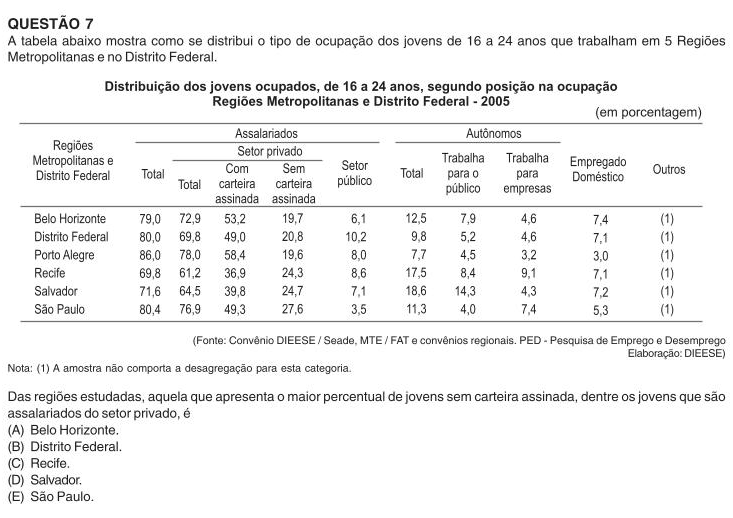 QUESTÃO 7
A tabela abaixo mostra como se distribui o tipo de ocupação dos jovens de 16 a 24 anos que trabalham em 5 Regiões
Metropolitanas e no Distrito Federal.
Distribuição dos jovens ocupados, de 16 a 24 anos, segundo posição na ocupação
Regiões Metropolitanas e Distrito Federal - 2005
(em porcentagem)
Regiões Metropolitanas e Distrito Federal
Assalariados
Autônomos
Empregado Doméstico
Outros
Total
Setor privado
Setor público
Total
Trabalha para o público
Trabalha para empresas
Total
Com carteira assinada
Sem carteira assinada
Belo Horizonte 79,0 72,9 53,2 19,7 6,1 12,5 7,9 4,6 7,4 (1)
Distrito Federal 80,0 69,8 49,0 20,8 10,2 9,8 5,2 4,6 7,1 (1)
Porto Alegre 86,0 78,0 58,4 19,6 8,0 7,7 4,5 3,2 3,0 (1)
Recife 69,8 61,2 36,9 24,3 8,6 17,5 8,4 9,1 7,1 (1)
Salvador 71,6 64,5 39,8 24,7 7,1 18,6 14,3 4,3 7,2 (1)
São Paulo 80,4 76,9 49,3 27,6 3,5 11,3 4,0 7,4 5,3 (1)
(Fonte: Convênio DIEESE / Seade, MTE / FAT e convênios regionais. PED - Pesquisa de Emprego e Desemprego
Elaboração: DIEESE)
Nota: (1) A amostra não comporta a desagregação para esta categoria.
Das regiões estudadas, aquela que apresenta o maior percentual de jovens sem carteira assinada, dentre os jovens que são
assalariados do setor privado, é
(A) Belo Horizonte.
(B) Distrito Federal.
(C) Recife.
(D) Salvador.
(E) São Paulo.